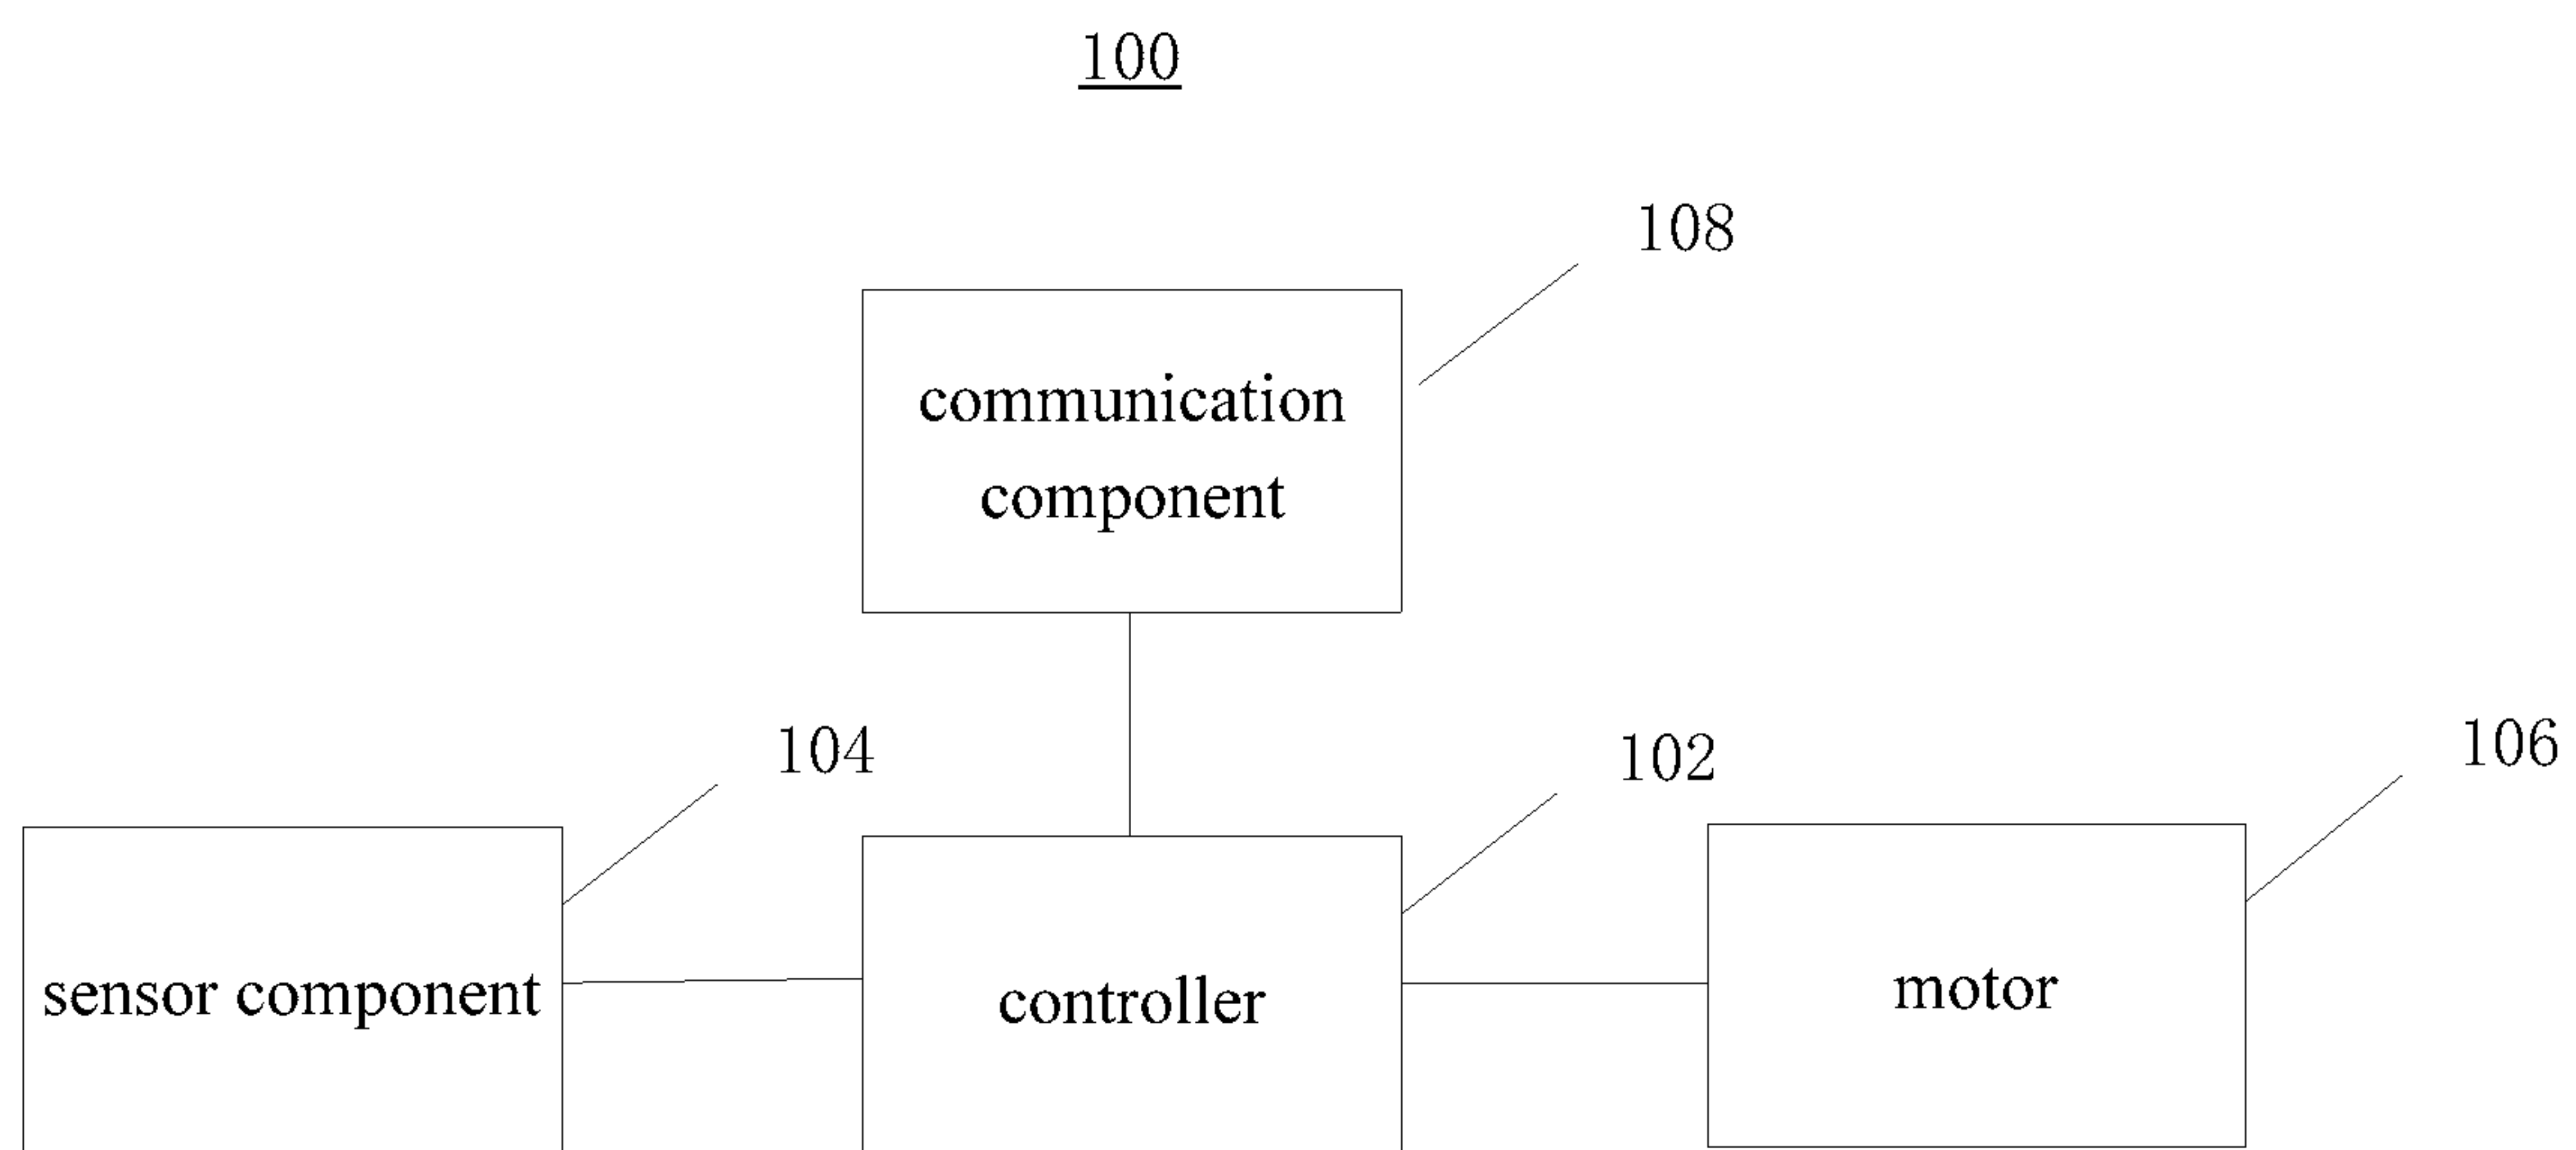 100
108
communication
component
104
102
106
sensor component
controller
motor